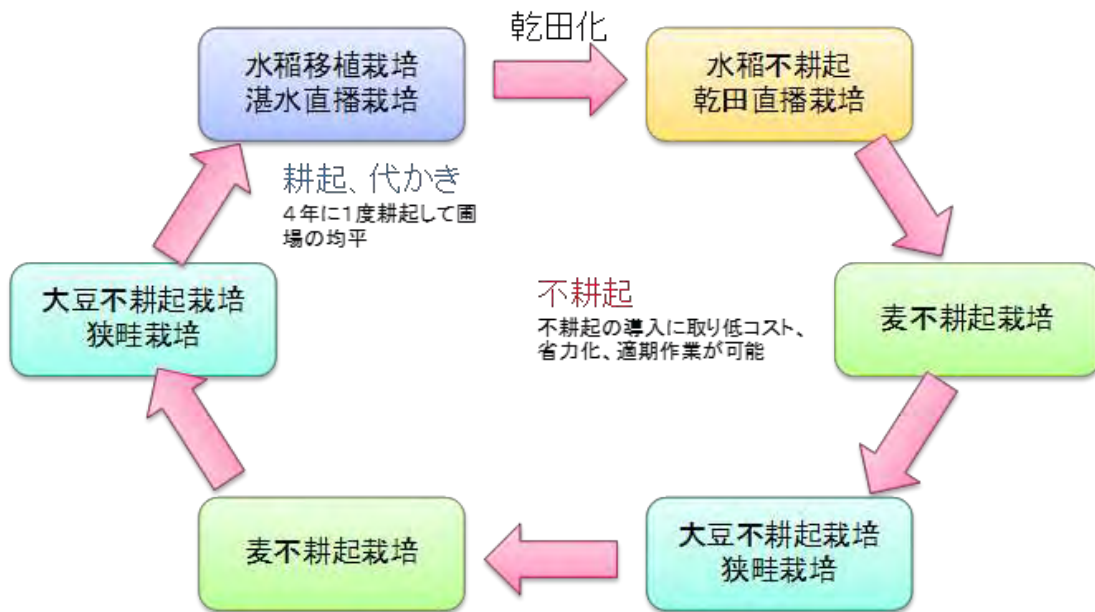 乾田化
水稲移植栽培
湛水直播栽培
水稲不耕起
乾田直播栽培
耕起、代かき
4年に1度耕起して圃
場の均平
大豆不耕起栽培
狭畦栽培
不耕起
不耕起の導入に取り低コスト、
省力化、適期作業が可能
麦不耕起栽培
麦不耕起栽培
大豆不耕起栽培
狭畦栽培